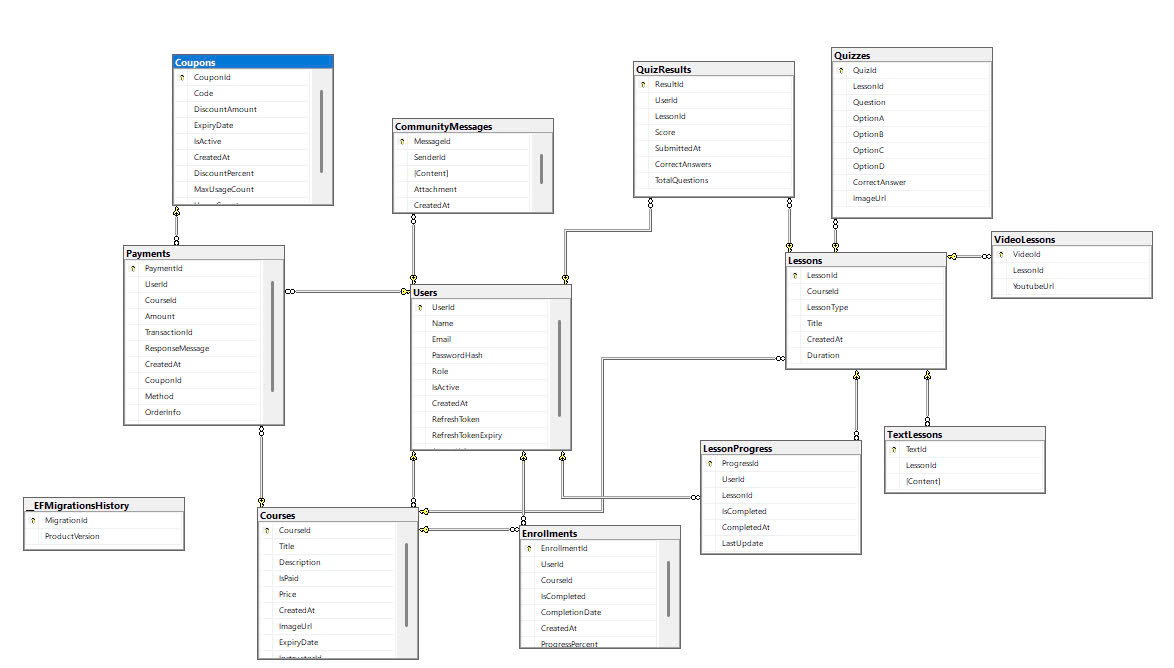 Coupons
CouponId
Code
DiscountAmount
ExpiryDate
IsActive
CreatedAt
DiscountPercent
MaxUsageCount
CommunityMessages
MessageId
SenderId
[Content]
Attachment
CreatedAt
QuizResults
ResultId
UserId
LessonId
Score
SubmittedAt
CorrectAnswers
TotalQuestions
Quizzes
QuizId
LessonId
Question
OptionA
OptionB
OptionC
OptionD
CorrectAnswer
ImageUrl
VideoLessons
VideoId
LessonId
YoutubeUrl
Payments
PaymentId
UserId
CourseId
Amount
TransactionId
ResponseMessage
CreatedAt
CouponId
Method
OrderInfo
Users
UserId
Name
Email
PasswordHash
Role
IsActive
CreatedAt
RefreshToken
RefreshTokenExpiry
Lessons
LessonId
CourseId
LessonType
Title
CreatedAt
Duration
TextLessons
TextId
LessonId
[Content]
LessonProgress
ProgressId
UserId
LessonId
IsCompleted
CompletedAt
LastUpdate
__EFMigrationsHistory
MigrationId
ProductVersion
Courses
CourseId
Title
Description
IsPaid
Price
CreatedAt
ImageUrl
ExpiryDate
Enrollments
EnrollmentId
UserId
CourseId
IsCompleted
CompletionDate
CreatedAt
ProgressPercent